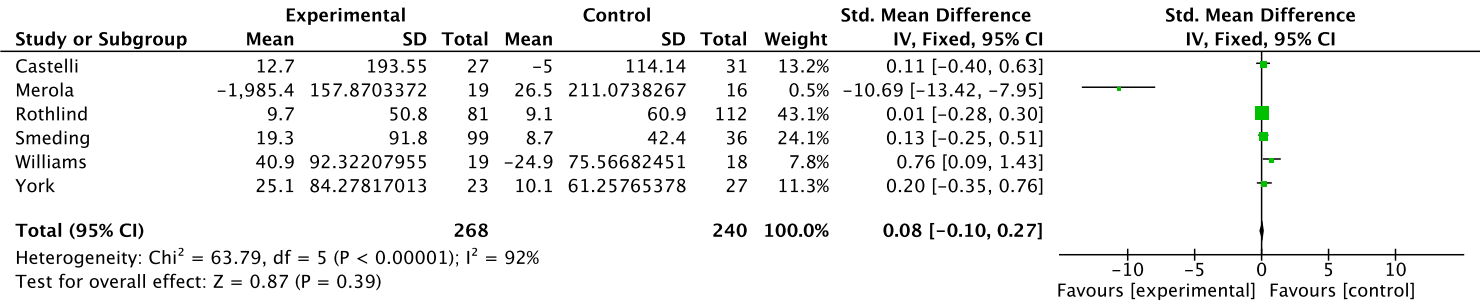 Experimental Control Std. Mean Difference Std. Mean Difference
Study or Subgroup Mean SD Total Mean SD Total Weight IV, Fixed, 95% CI IV, Fixed, 95% CI
Castelli 12.7 193.55 27 -5 114.14 31 13.2% 0.11 [-0.40, 0.63]
Merola -1,985.4 157.8703372 19 26.5 211.0738267 16 0.5% -10.69 [-13.42, -7.95]
Rothlind 9.7 50.8 81 9.1 60.9 112 43.1% 0.01 [-0.28, 0.30]
Smeding 19.3 91.8 99 8.7 42.4 36 24.1% 0.13 [-0.25, 0.51]
Williams 40.9 92.32207955 19 -24.9 75.56682451 18 7.8% 0.76 [0.09, 1.43]
York 25.1 84.27817013 23 10.1 61.25765378 27 11.3% 0.20 [-0.35, 0.76]
Total (95% CI) 268 240 100.0% 0.08 [-0.10, 0.27]
Heterogeneity: Chi² = 63.79, df = 5 (P < 0.00001); I² = 92%
Test for overall effect: Z = 0.87 (P = 0.39)
-10 -5 0 5 10
Favours [experimental] Favours [control]